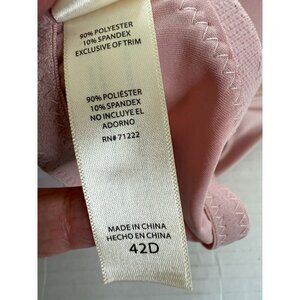 90% POLYESTER
10% SPANDEX
EXCLUSIVE OF TRIM
90% POLIÉSTER
10% SPANDEX
NO INCLUYE EL
ADORNO
RN# 71222
MADE IN CHINA
HECHO EN CHINA
42D